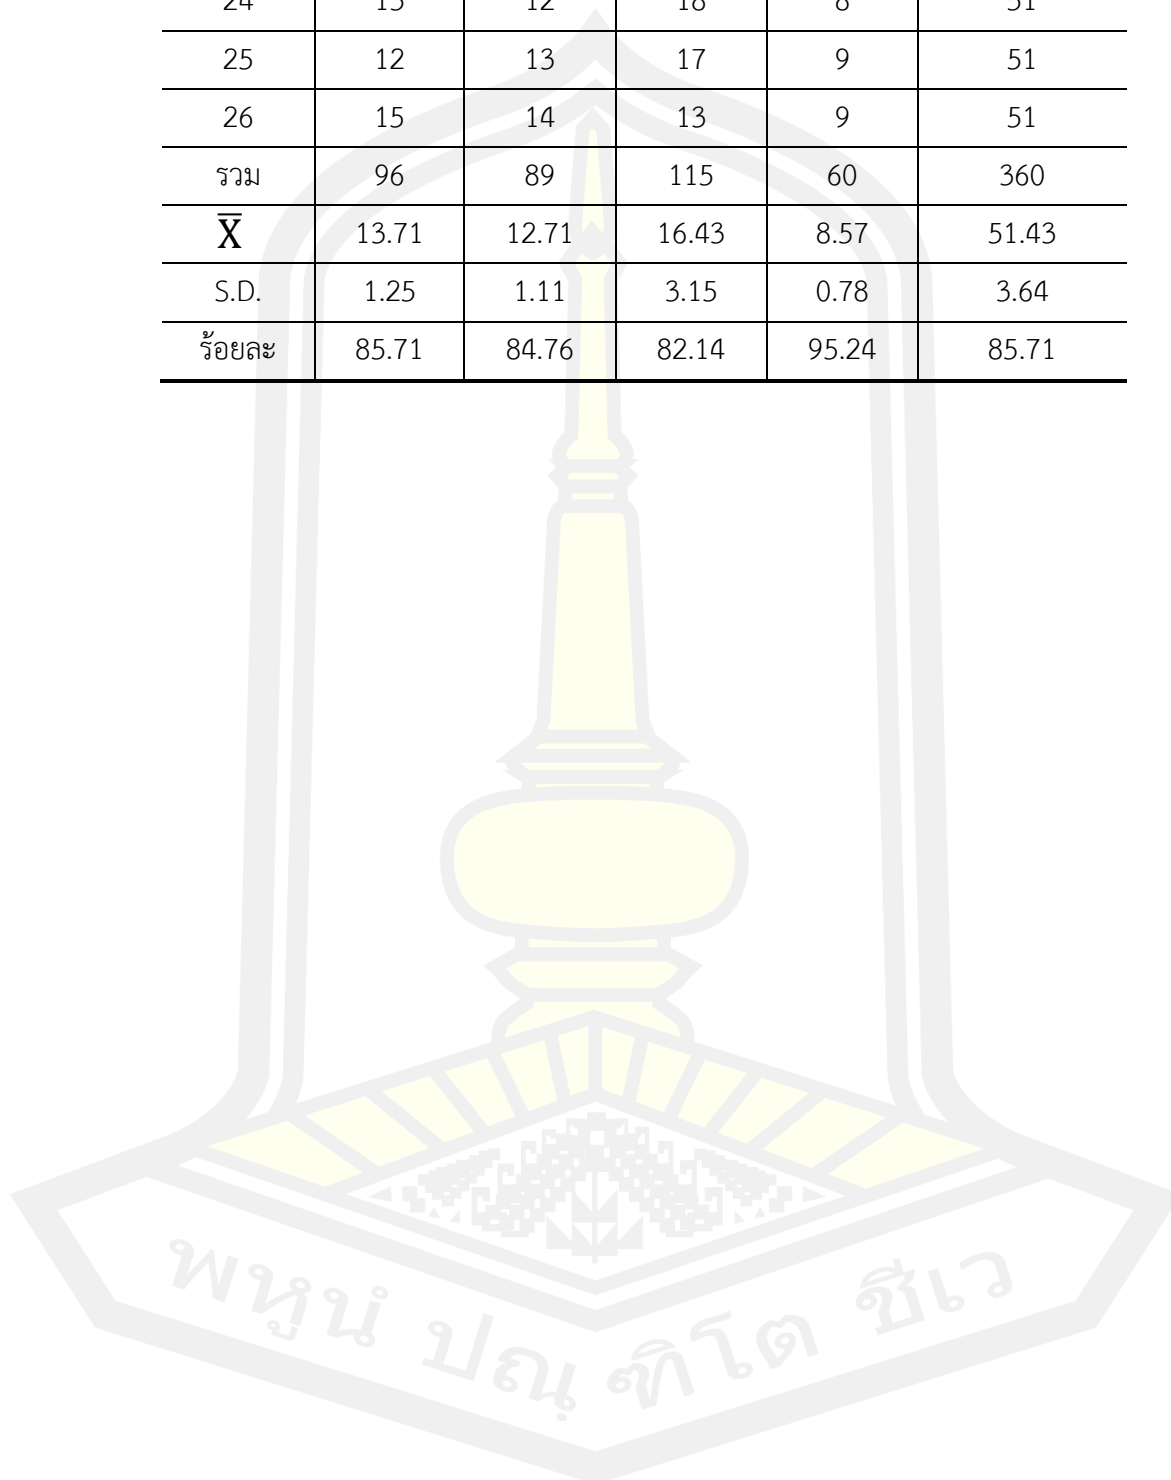 25 12 13 17 9 51
26 15 14 13 9 51
รวม 96 89 115 60 360
X̅ 13.71 12.71 16.43 8.57 51.43
S.D. 1.25 1.11 3.15 0.78 3.64
ร้อยละ 85.71 84.76 82.14 95.24 85.71
พหูนํ ปณฺฑิโต ชีเว